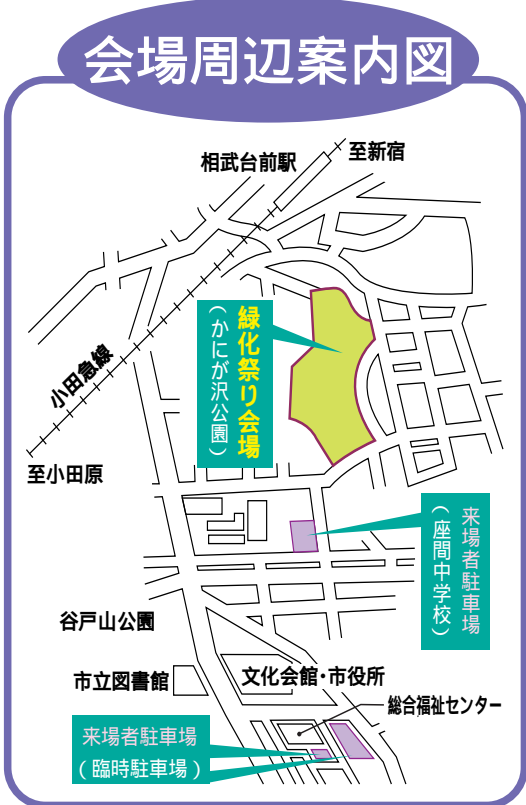 会場周辺案内図
相武台前駅
至新宿
緑化祭り会場
(かにが沢公園)
小田急線
至小田原
来場者駐車場
(座間中学校)
谷戸山公園
市立図書館
文化会館・市役所
総合福祉センター
来場者駐車場
(臨時駐車場)